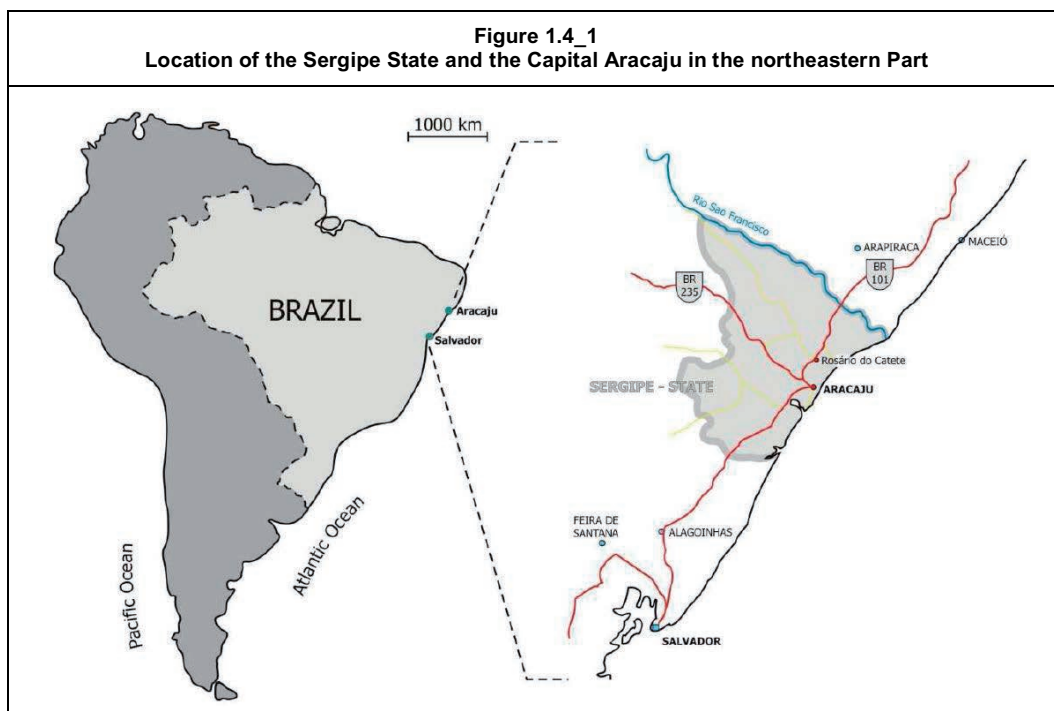 Figure 1.4_1
Location of the Sergipe State and the Capital Aracaju in the northeastern Part
1000 km
BRAZIL
Aracaju
Salvador
Pacific Ocean
Atlantic Ocean
Rio Sao Francisco
ARAPIRACA
MACEIÓ
BR
235
BR
101
Rosário do Catete
SERGIPE - STATE
ARACAJU
FEIRA DE
SANTANA
ALAGOINHAS
SALVADOR